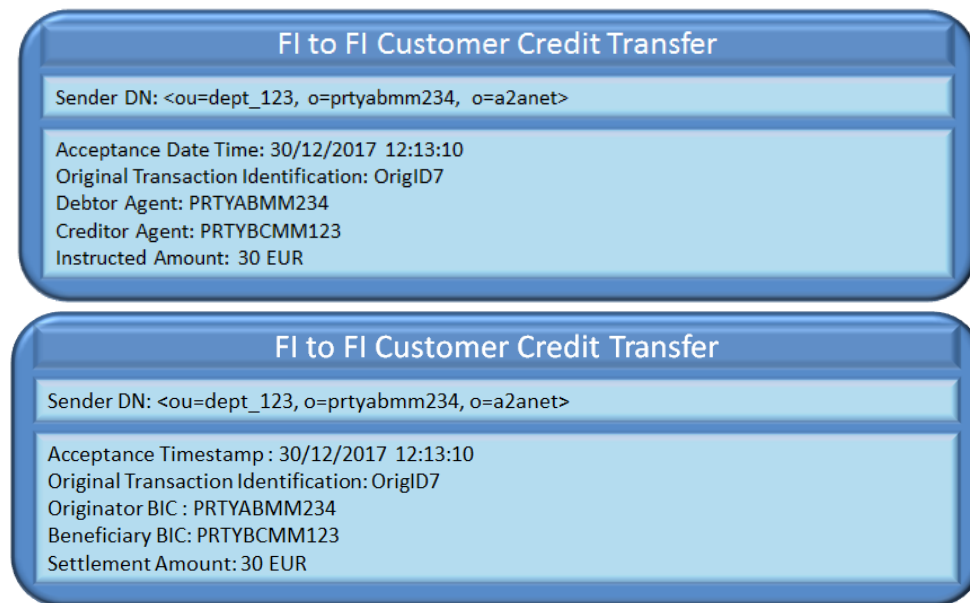 FI to FI Customer Credit Transfer
Sender DN: <ou=dept_123, o=prtyabmm234, o=a2anet>
Acceptance Date Time: 30/12/2017 12:13:10
Original Transaction Identification: OrigID7
Debtor Agent: PRTYABMM234
Creditor Agent: PRTYBCMM123
Instructed Amount: 30 EUR
FI to FI Customer Credit Transfer
Sender DN: <ou=dept_123, o=prtyabmm234, o=a2anet>
Acceptance Timestamp : 30/12/2017 12:13:10
Original Transaction Identification: OrigID7
Originator BIC : PRTYABMM234
Beneficiary BIC: PRTYBCMM123
Settlement Amount: 30 EUR